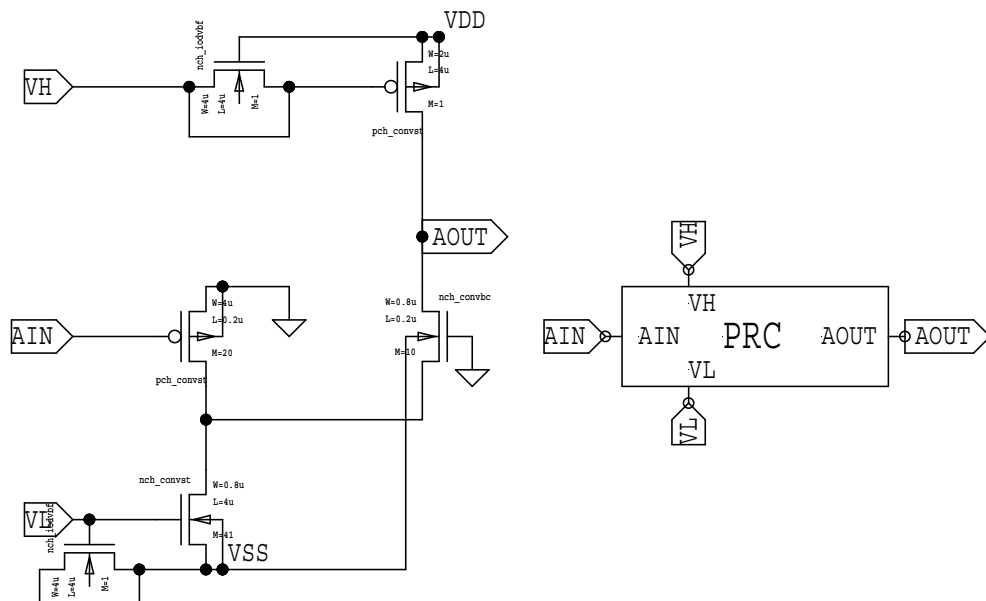 VDD
nch_iodvbf
W=2u
L=4u
VH
W=4u
L=4u
M=1
M=1
pch_convst
AOUT
VH
nch_convbc
W=4u
W=0.8u
VH
L=0.2u
L=0.2u
AIN
AIN
AIN
PRC
AOUT
AOUT
M=20
M=10
VL
pch_convst
VL
nch_convst
W=0.8u
L=4u
VL
nch_iodvbf
M=41
VSS
W=4u
L=4u
M=1